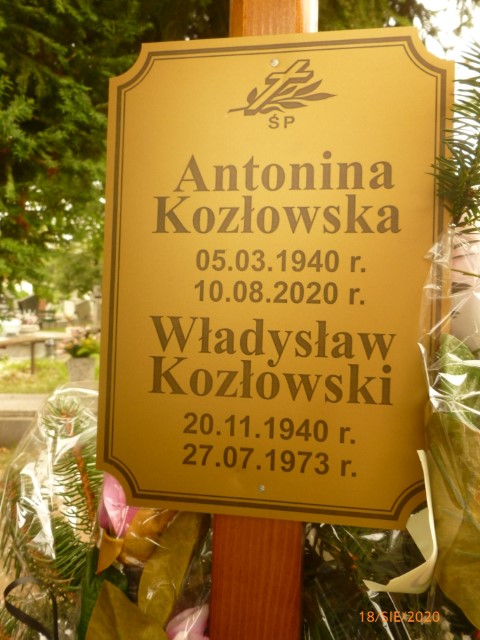 ŚP
Antonina
Kozłowska
05.03.1940 r.
10.08.2020 r.
Władysław
Kozłowski
20.11.1940 r.
27.07.1973 r.
18/SIE/2020